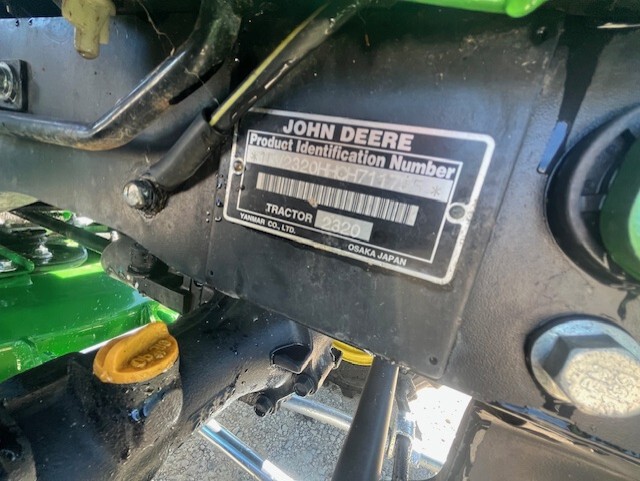 JOHN DEERE
Product Identification Number
TRACTOR 2320
YANMAR CO., LTD.
OSAKA JAPAN